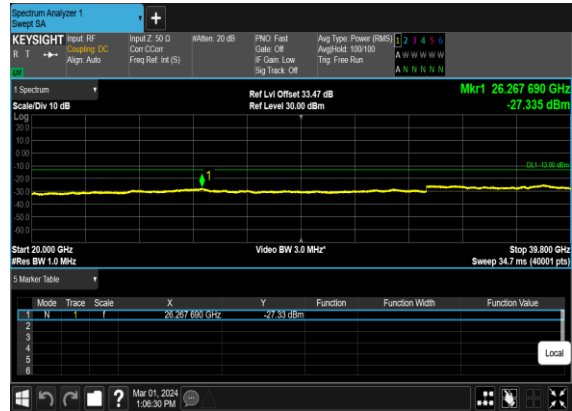 Spectrum Analyzer 1
Swept SA
+
KEYSIGHT Input: RF Input Z: 50 Ω #Atten: 20 dB PNO: Fast Avg Type: Power (RMS) 1 2 3 4 5 6
R T Coupling: DC Corr CCorr Gate: Off Avg|Hold: 100/100 A W W W W W
Align: Auto Freq Ref: Int (S) IF Gain: Low Trig: Free Run
LXI Sig Track: Off A N N N N N
1 Spectrum Ref Lvl Offset 33.47 dB Mkr1 26.267 690 GHz
Scale/Div 10 dB Ref Level 30.00 dBm -27.335 dBm
Log
20.0
10.0
0.00
-10.0 DL1 -13.00 dBm
-20.0 1
-30.0
-40.0
-50.0
-60.0
Start 20.000 GHz Video BW 3.0 MHz* Stop 39.800 GHz
#Res BW 1.0 MHz Sweep 34.7 ms (40001 pts)
5 Marker Table
Mode Trace Scale X Y Function Function Width Function Value
1 N 1 f 26.267 690 GHz -27.33 dBm
2
3
4
5
6
Local
? Mar 01, 2024
1:06:30 PM